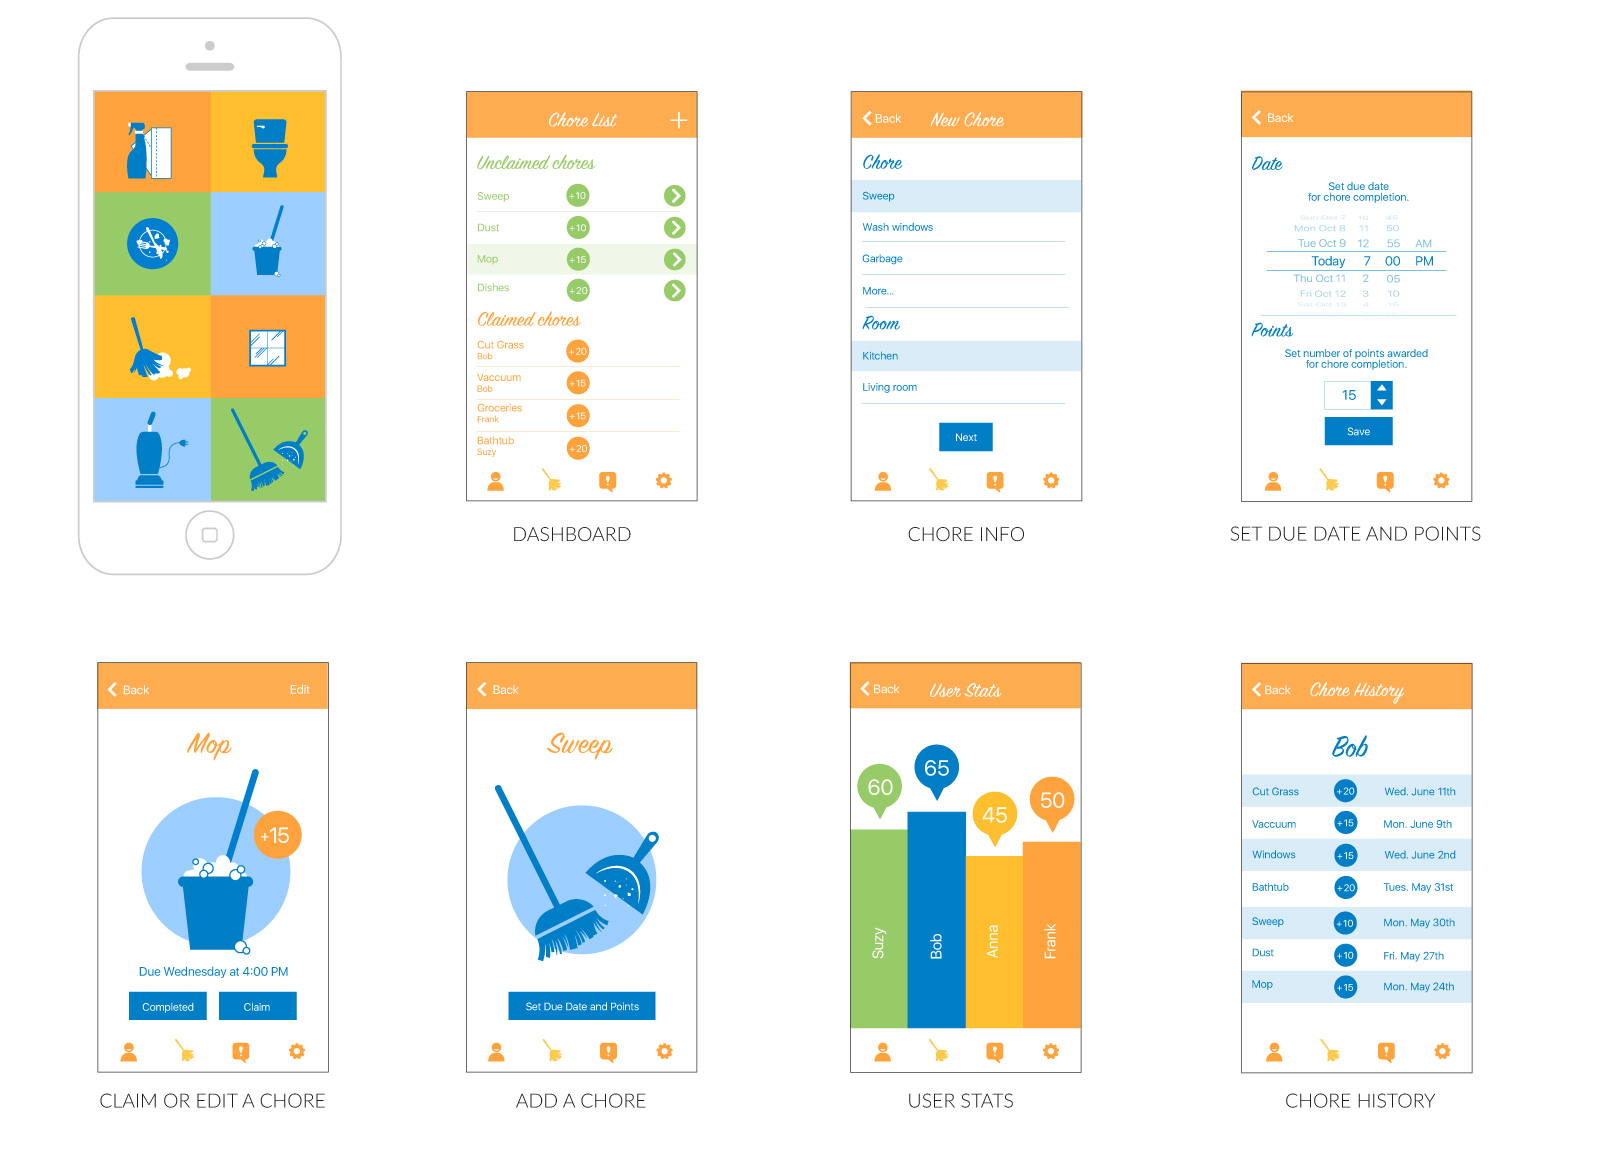 Chore List
Unclaimed chores
Sweep +10
Dust +10
Mop +15
Dishes +20
Claimed chores
Cut Grass +20
Bob
Vaccuum +15
Bob
Groceries +15
Frank
Bathtub +20
Suzy
DASHBOARD
Back New Chore
Chore
Sweep
Wash windows
Garbage
More...
Room
Kitchen
Living room
Next
CHORE INFO
Back
Date
Set due date
for chore completion.
Sun Oct 7 10 45
Mon Oct 8 11 50
Tue Oct 9 12 55 AM
Today 7 00 PM
Thu Oct 11 2 05
Fri Oct 12 3 10
Sat Oct 13 4 15
Points
Set number of points awarded
for chore completion.
15
Save
SET DUE DATE AND POINTS
Back Edit
Mop
+15
Due Wednesday at 4:00 PM
Completed Claim
CLAIM OR EDIT A CHORE
Back
Sweep
Set Due Date and Points
ADD A CHORE
Back User Stats
60 65 45 50
Suzy Bob Anna Frank
USER STATS
Back Chore History
Bob
Cut Grass +20 Wed. June 11th
Vaccuum +15 Mon. June 9th
Windows +15 Wed. June 2nd
Bathtub +20 Tues. May 31st
Sweep +10 Mon. May 30th
Dust +10 Fri. May 27th
Mop +15 Mon. May 24th
CHORE HISTORY